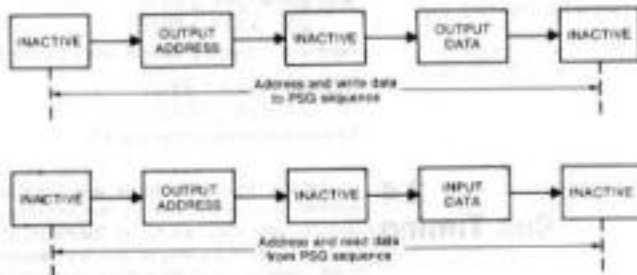 INACTIVE
OUTPUT
ADDRESS
INACTIVE
OUTPUT
DATA
INACTIVE
Address and write data
to PSG sequence
INACTIVE
OUTPUT
ADDRESS
INACTIVE
INPUT
DATA
INACTIVE
Timing
Address and read data
from PSG sequence